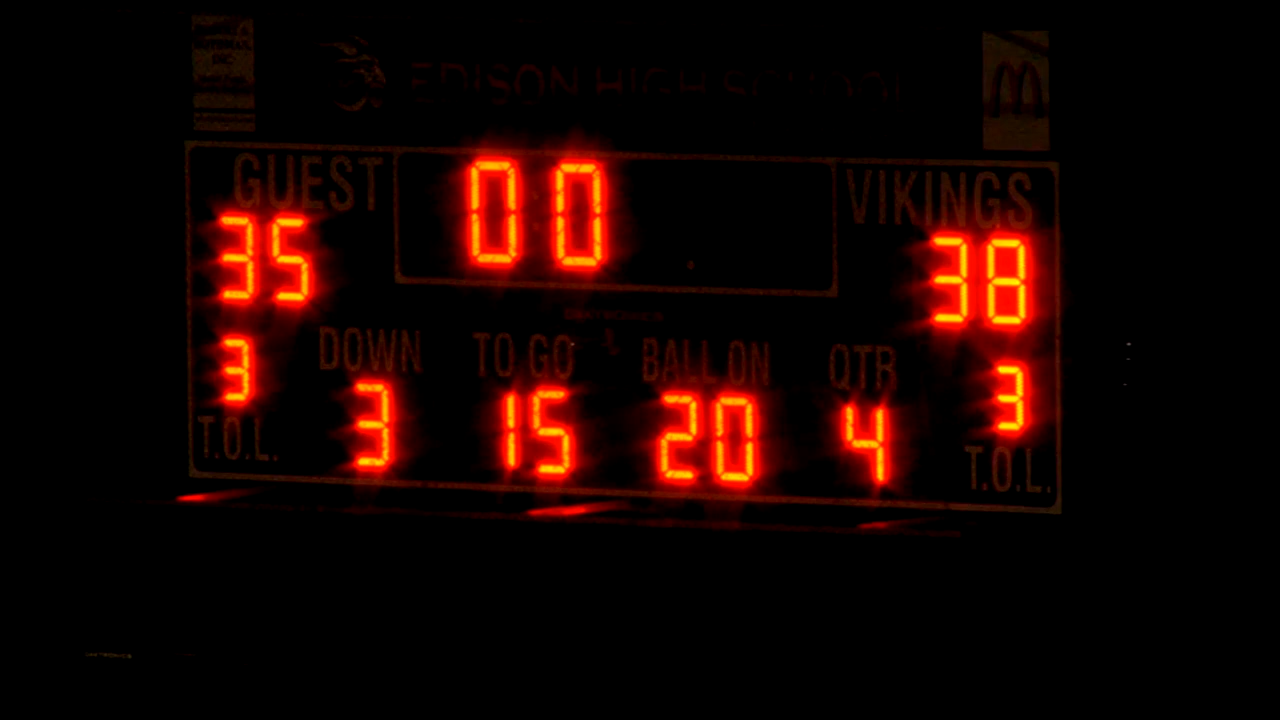 EDISON HIGH SCHOOL
GUEST 00 VIKINGS
35 38
3 3
DOWN TO GO BALL ON QTR
3 15 20 4
T.O.L. T.O.L.